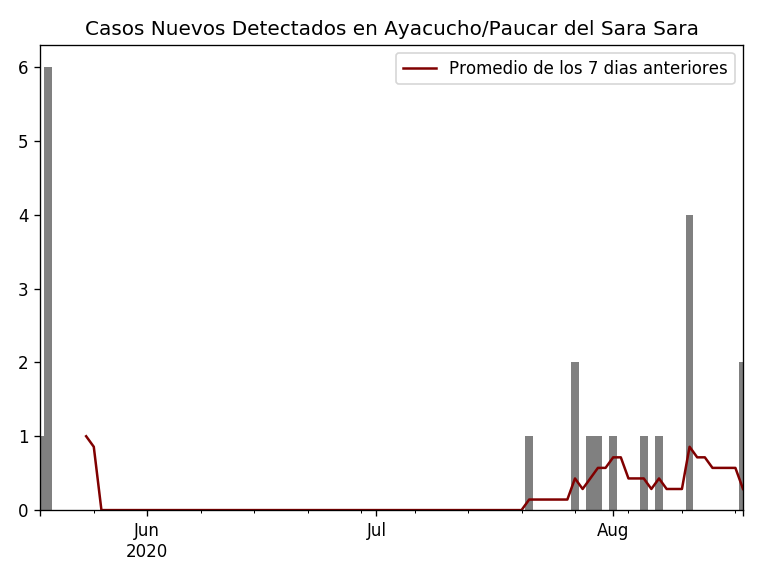 Casos Nuevos Detectados en Ayacucho/Paucar del Sara Sara
Promedio de los 7 dias anteriores
6
5
4
3
2
1
0
Jun
2020
Jul
Aug